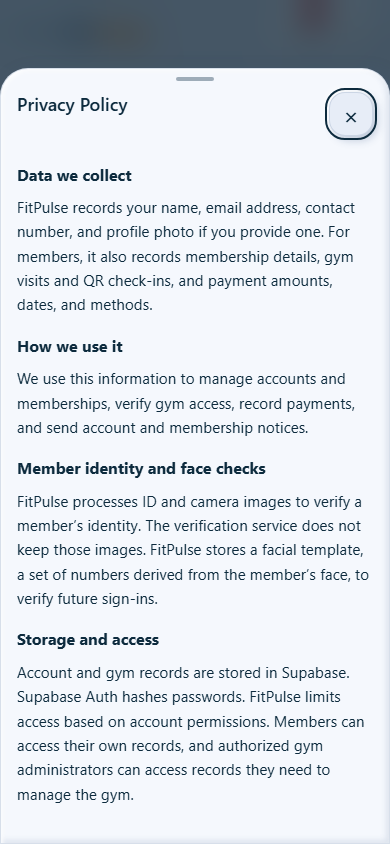 Privacy Policy
×
Data we collect
FitPulse records your name, email address, contact
number, and profile photo if you provide one. For
members, it also records membership details, gym
visits and QR check-ins, and payment amounts,
dates, and methods.
How we use it
We use this information to manage accounts and
memberships, verify gym access, record payments,
and send account and membership notices.
Member identity and face checks
FitPulse processes ID and camera images to verify a
member’s identity. The verification service does not
keep those images. FitPulse stores a facial template,
a set of numbers derived from the member’s face, to
verify future sign-ins.
Storage and access
Account and gym records are stored in Supabase.
Supabase Auth hashes passwords. FitPulse limits
access based on account permissions. Members can
access their own records, and authorized gym
administrators can access records they need to
manage the gym.